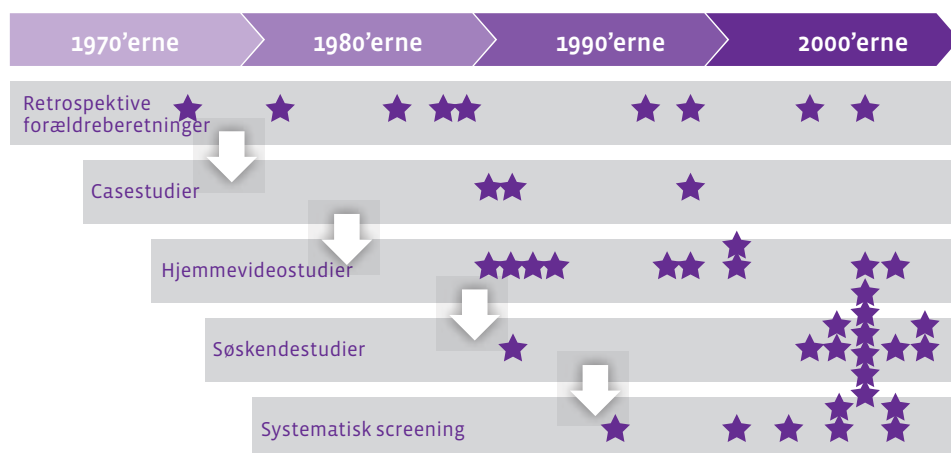 1970’erne
1980’erne
1990’erne
2000’erne
Retrospektive
forældreberetninger
Casestudier
Hjemmevideostudier
Søskendestudier
Systematisk screening